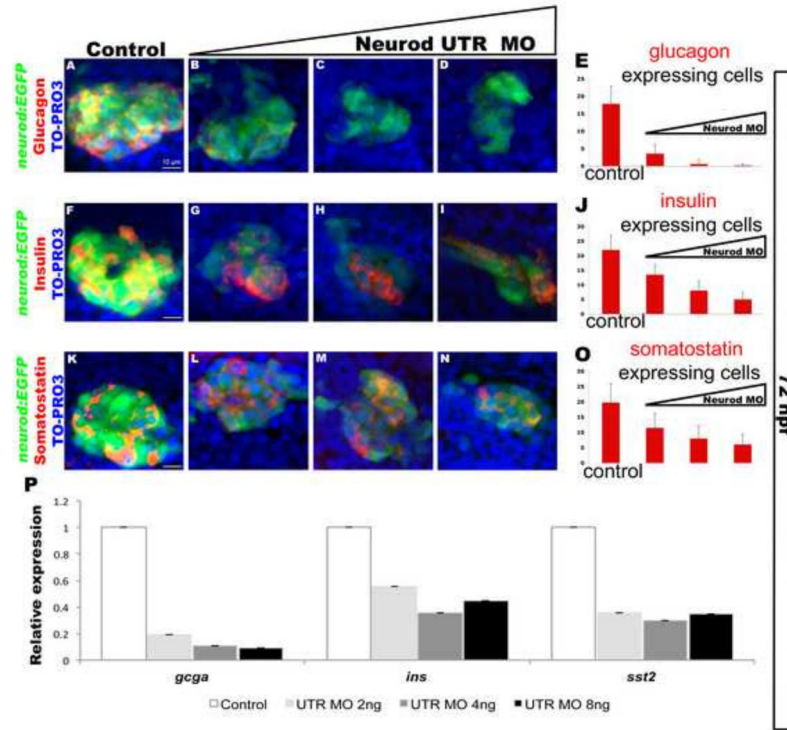 Control
Neurod UTR MO
neurod:EGFP
Glucagon
TO-PRO3
A
10 µm
B
C
D
E
glucagon
expressing cells
25
20
15
10
5
0
Neurod MO
control
neurod:EGFP
Insulin
TO-PRO3
F
G
H
I
J
insulin
expressing cells
30
25
20
15
10
5
0
Neurod MO
control
neurod:EGFP
Somatostatin
TO-PRO3
K
L
M
N
O
somatostatin
expressing cells
30
25
20
15
10
5
0
Neurod MO
control
72 hpf
P
Relative expression
1.2
1
0.8
0.6
0.4
0.2
0
gcga
ins
sst2
Control
UTR MO 2ng
UTR MO 4ng
UTR MO 8ng